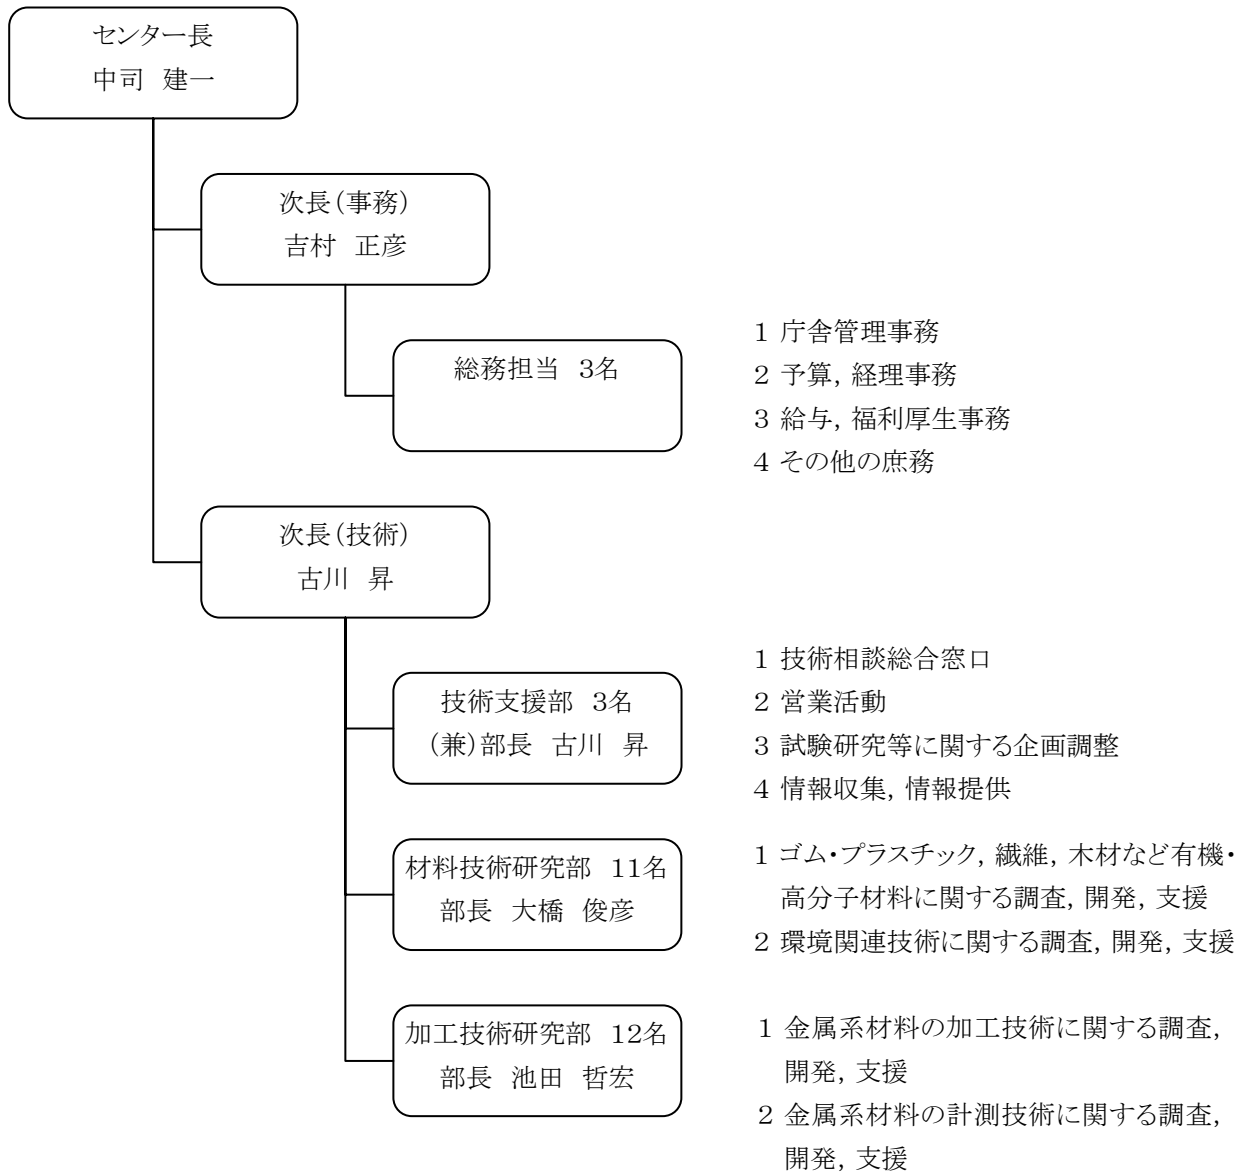 センター長
中司 建一
次長(事務)
吉村 正彦
総務担当 3名
1 庁舎管理事務
2 予算, 経理事務
3 給与, 福利厚生事務
4 その他の庶務
次長(技術)
古川 昇
技術支援部 3名
(兼)部長 古川 昇
1 技術相談総合窓口
2 営業活動
3 試験研究等に関する企画調整
4 情報収集, 情報提供
材料技術研究部 11名
部長 大橋 俊彦
1 ゴム・プラスチック, 繊維, 木材など有機・
高分子材料に関する調査, 開発, 支援
2 環境関連技術に関する調査, 開発, 支援
加工技術研究部 12名
部長 池田 哲宏
1 金属系材料の加工技術に関する調査,
開発, 支援
2 金属系材料の計測技術に関する調査,
開発, 支援